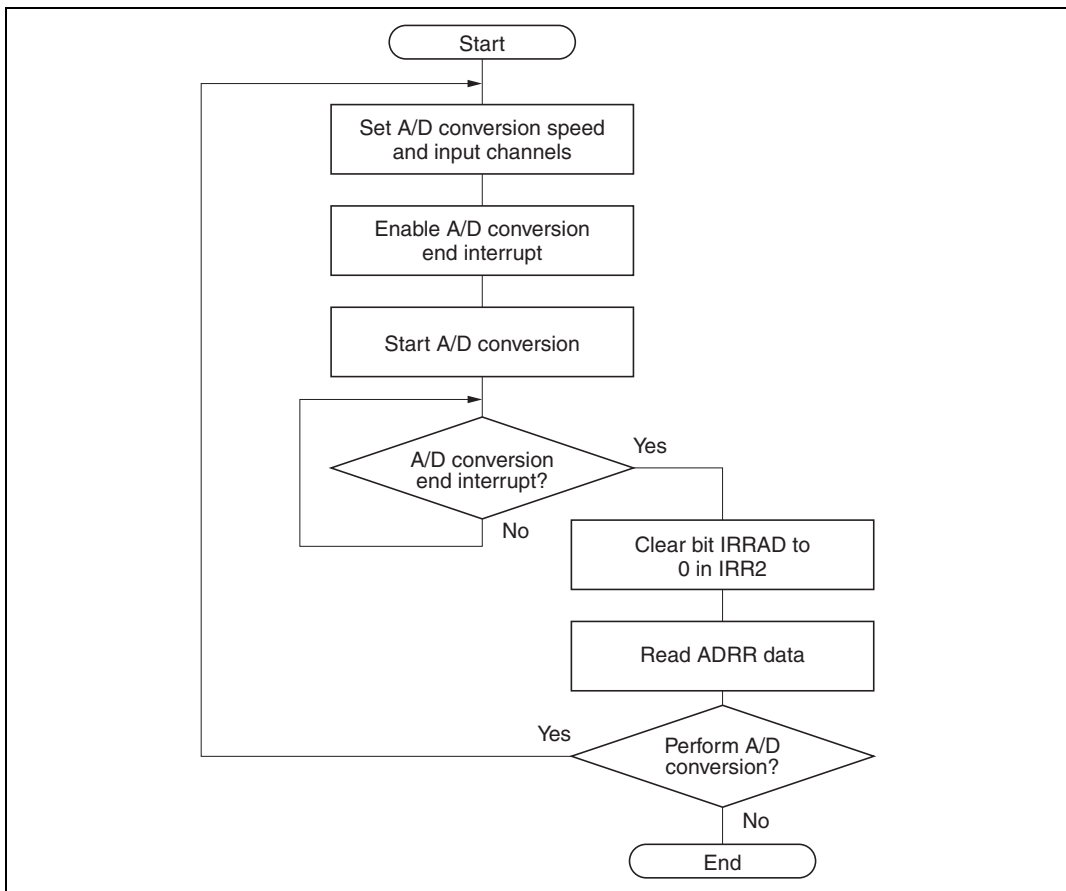 Start
Set A/D conversion speed
and input channels
Enable A/D conversion
end interrupt
Start A/D conversion
A/D conversion
end interrupt?
Yes
No
Clear bit IRRAD to
0 in IRR2
Read ADRR data
Perform A/D
conversion?
Yes
No
End